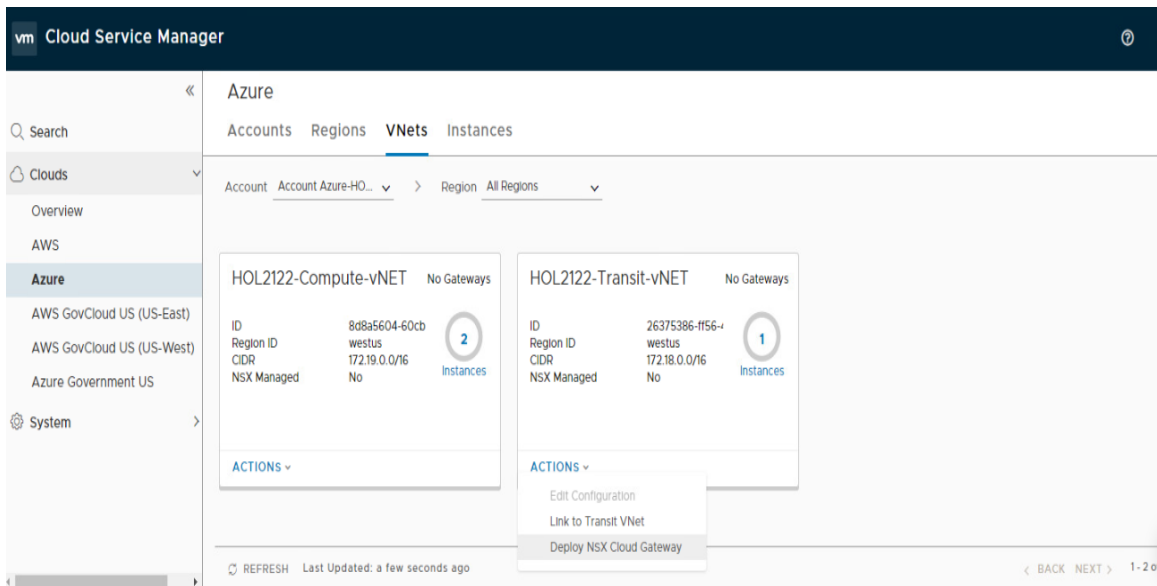 vm Cloud Service Manager
Search
Clouds
Overview
AWS
Azure
AWS GovCloud US (US-East)
AWS GovCloud US (US-West)
Azure Government US
System
Azure
Accounts Regions VNets Instances
Account Account Azure-HO... > Region All Regions
HOL2122-Compute-vNET No Gateways
ID 8d8a5604-60cb
Region ID westus
CIDR 172.19.0.0/16
NSX Managed No
2
Instances
ACTIONS
HOL2122-Transit-vNET No Gateways
ID 26375386-ff56-
Region ID westus
CIDR 172.18.0.0/16
NSX Managed No
1
Instances
ACTIONS
Edit Configuration
Link to Transit VNet
Deploy NSX Cloud Gateway
REFRESH Last Updated: a few seconds ago
< BACK NEXT > 1 - 2 o